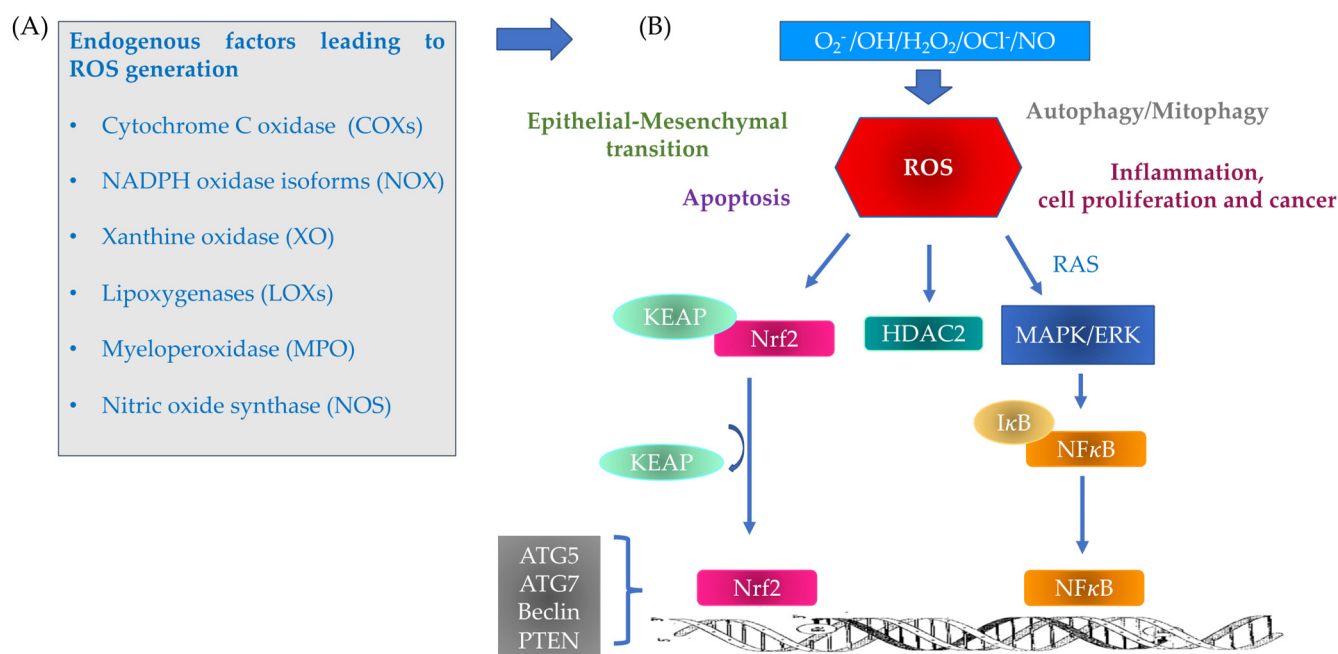 (A)
Endogenous factors leading to
ROS generation
• Cytochrome C oxidase (COXs)
• NADPH oxidase isoforms (NOX)
• Xanthine oxidase (XO)
• Lipoxygenases (LOXs)
• Myeloperoxidase (MPO)
• Nitric oxide synthase (NOS)
(B)
O₂⁻/OH/H₂O₂/OCl⁻/NO
Epithelial-Mesenchymal
transition
Autophagy/Mitophagy
ROS
Apoptosis
Inflammation,
cell proliferation and cancer
RAS
KEAP
Nrf2
HDAC2
MAPK/ERK
IκB
NFκB
KEAP
ATG5
ATG7
Beclin
PTEN
Nrf2
NFκB